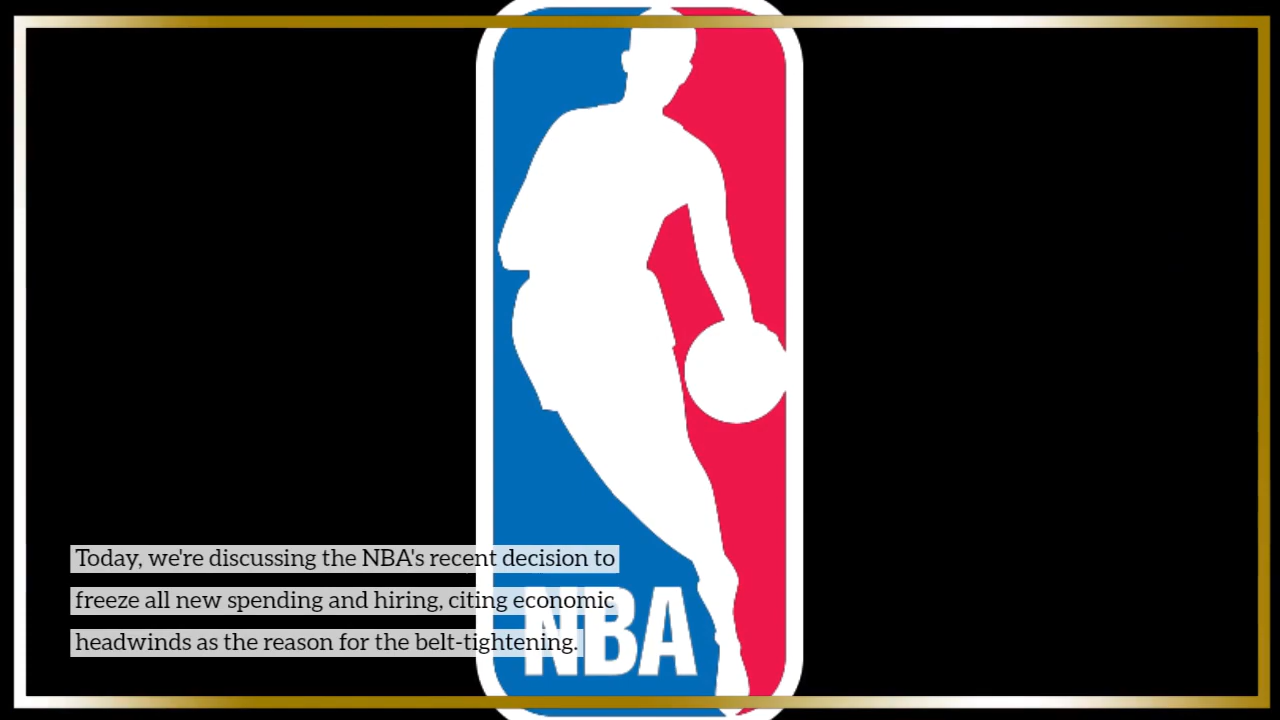 Today, we're discussing the NBA's recent decision to
freeze all new spending and hiring, citing economic
headwinds as the reason for the belt-tightening.
NBA